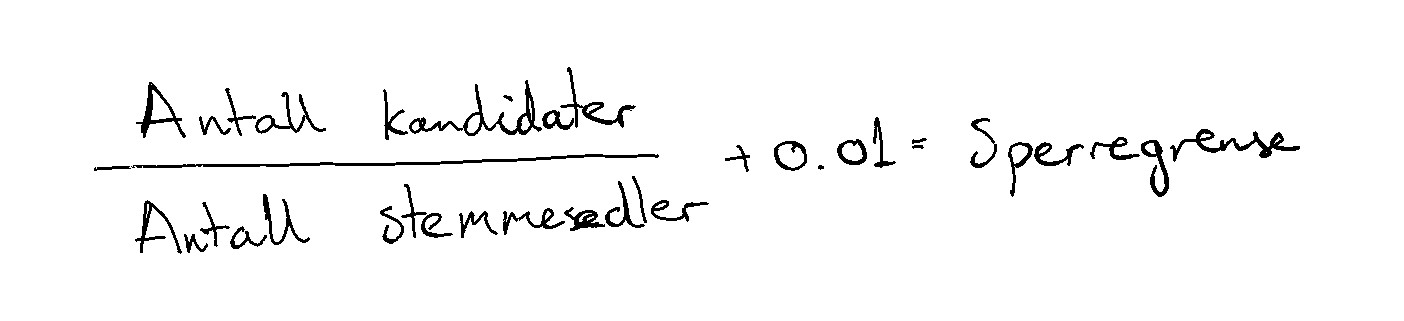 Antall kandidater
+ 0.01 = Sperregrense
Antall stemmesedler